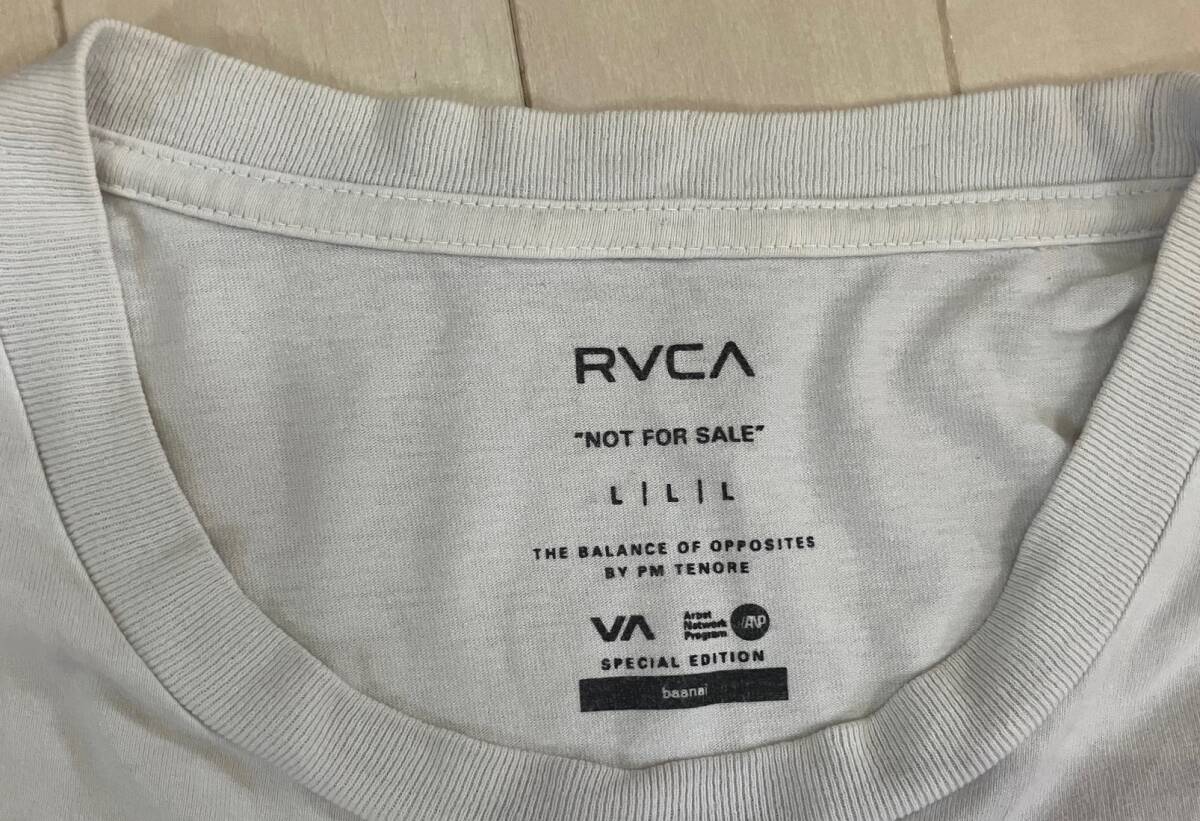 RVCA
"NOT FOR SALE"
L | L | L
THE BALANCE OF OPPOSITES
BY PM TENORE
VA
Artist
Network
Program
ANP
SPECIAL EDITION
baanai